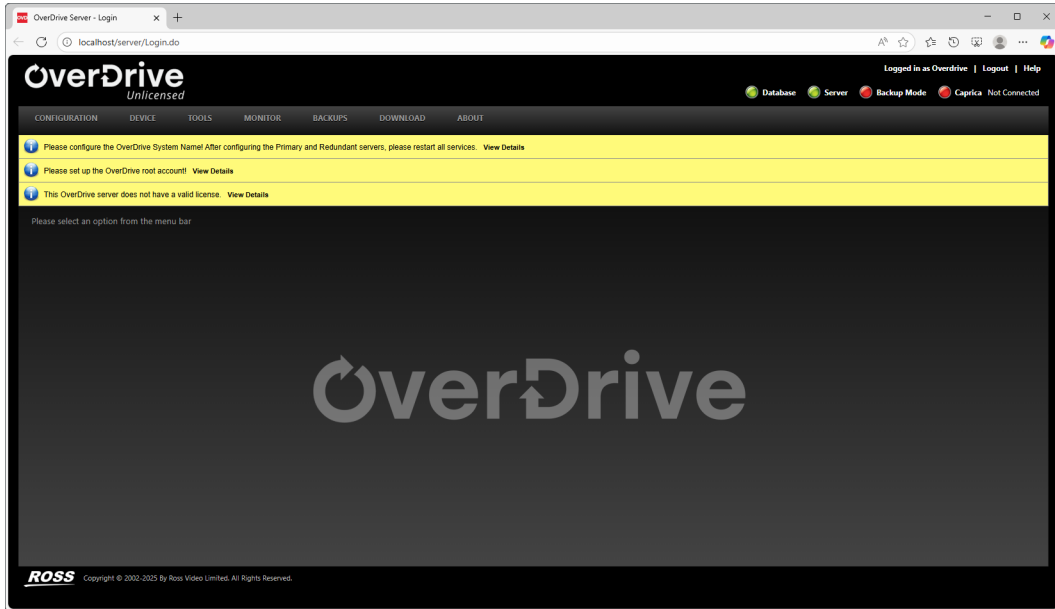 OverDrive Server - Login
localhost/server/Login.do
OverDrive
Unlicensed
Logged in as Overdrive | Logout | Help
Database Server Backup Mode Caprica Not Connected
CONFIGURATION DEVICE TOOLS MONITOR BACKUPS DOWNLOAD ABOUT
Please configure the OverDrive System Name! After configuring the Primary and Redundant servers, please restart all services. View Details
Please set up the OverDrive root account! View Details
This OverDrive server does not have a valid license. View Details
Please select an option from the menu bar
OverDrive
ROSS Copyright © 2002-2025 By Ross Video Limited. All Rights Reserved.